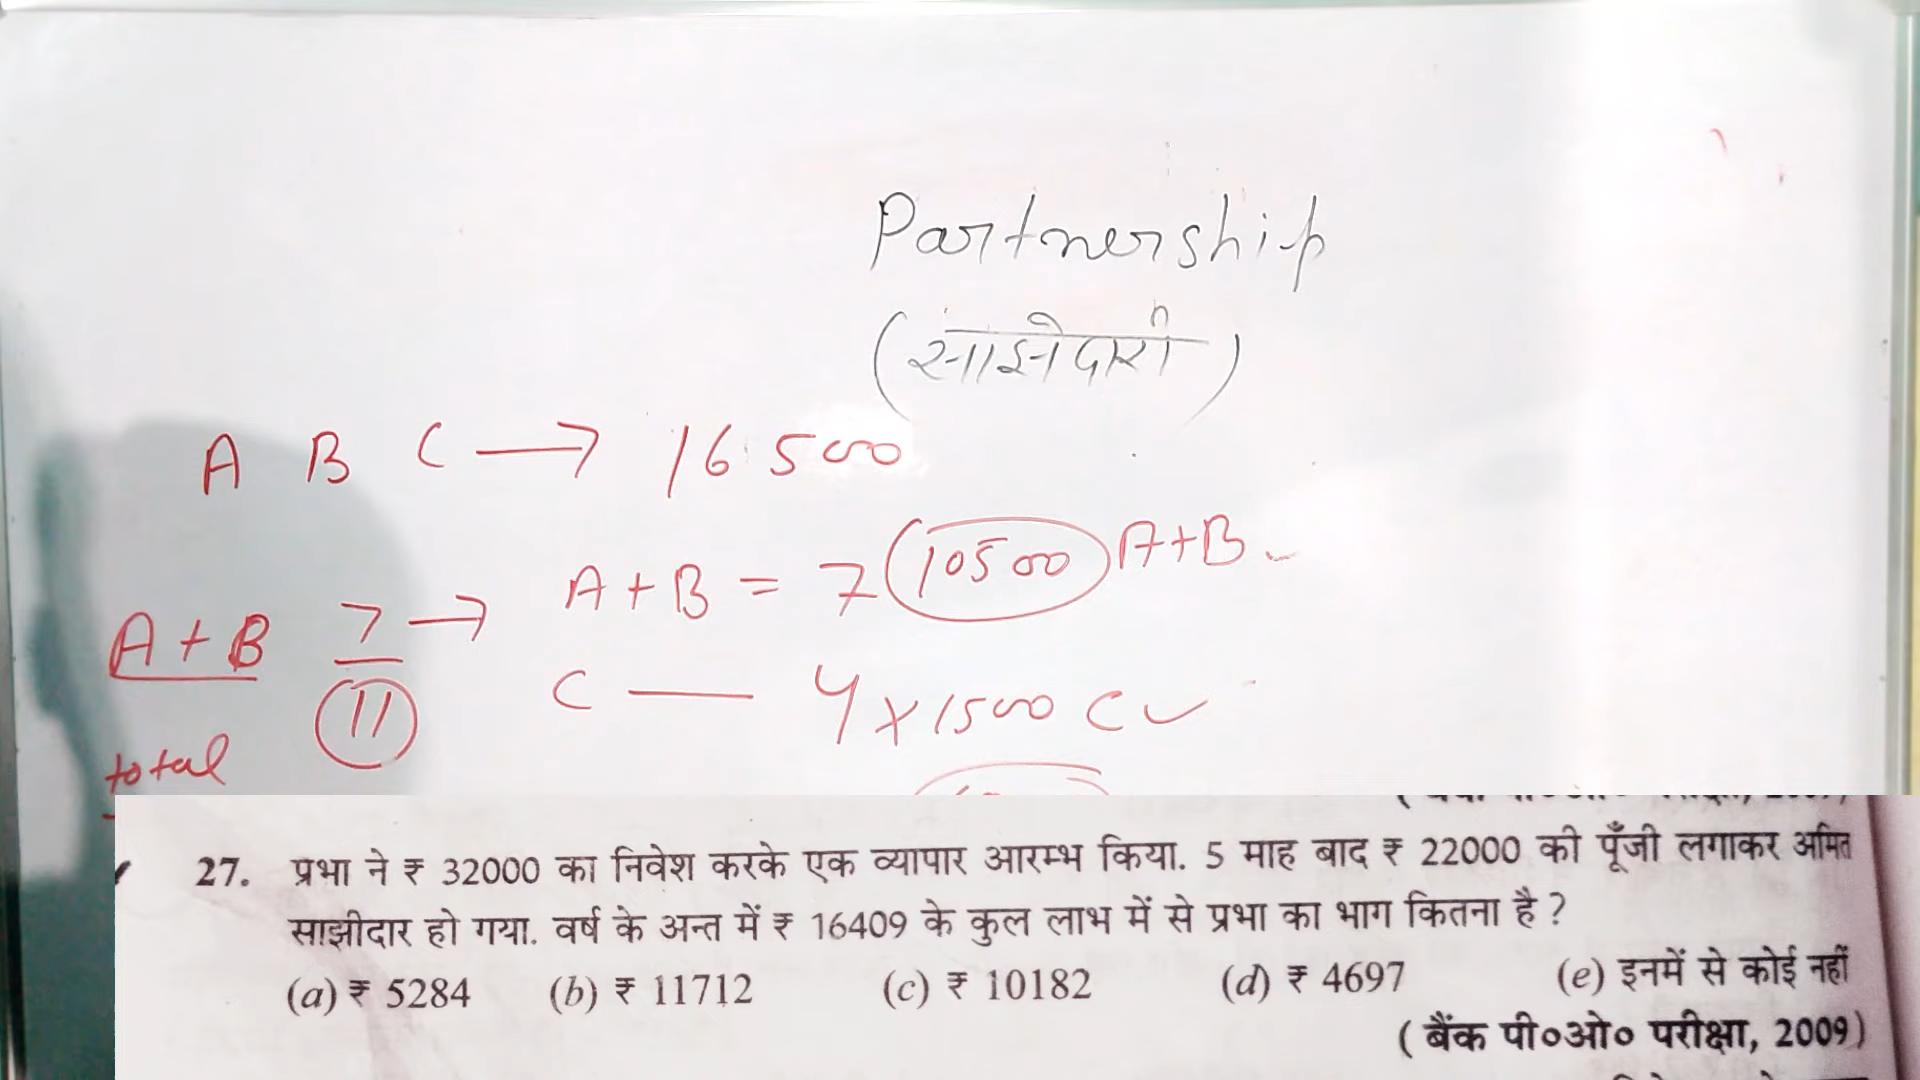 Partnership
(साझेदारी)
A B C → 16500
A+B = 7 (10500) A+B
A+B 7 →
11
C — 4 x 1500 C
total
27. प्रभा ने ₹ 32000 का निवेश करके एक व्यापार आरम्भ किया. 5 माह बाद ₹ 22000 की पूँजी लगाकर अमित
साझीदार हो गया. वर्ष के अन्त में ₹ 16409 के कुल लाभ में से प्रभा का भाग कितना है ?
(a) ₹ 5284 (b) ₹ 11712 (c) ₹ 10182 (d) ₹ 4697 (e) इनमें से कोई नहीं
( बैंक पी०ओ० परीक्षा, 2009)